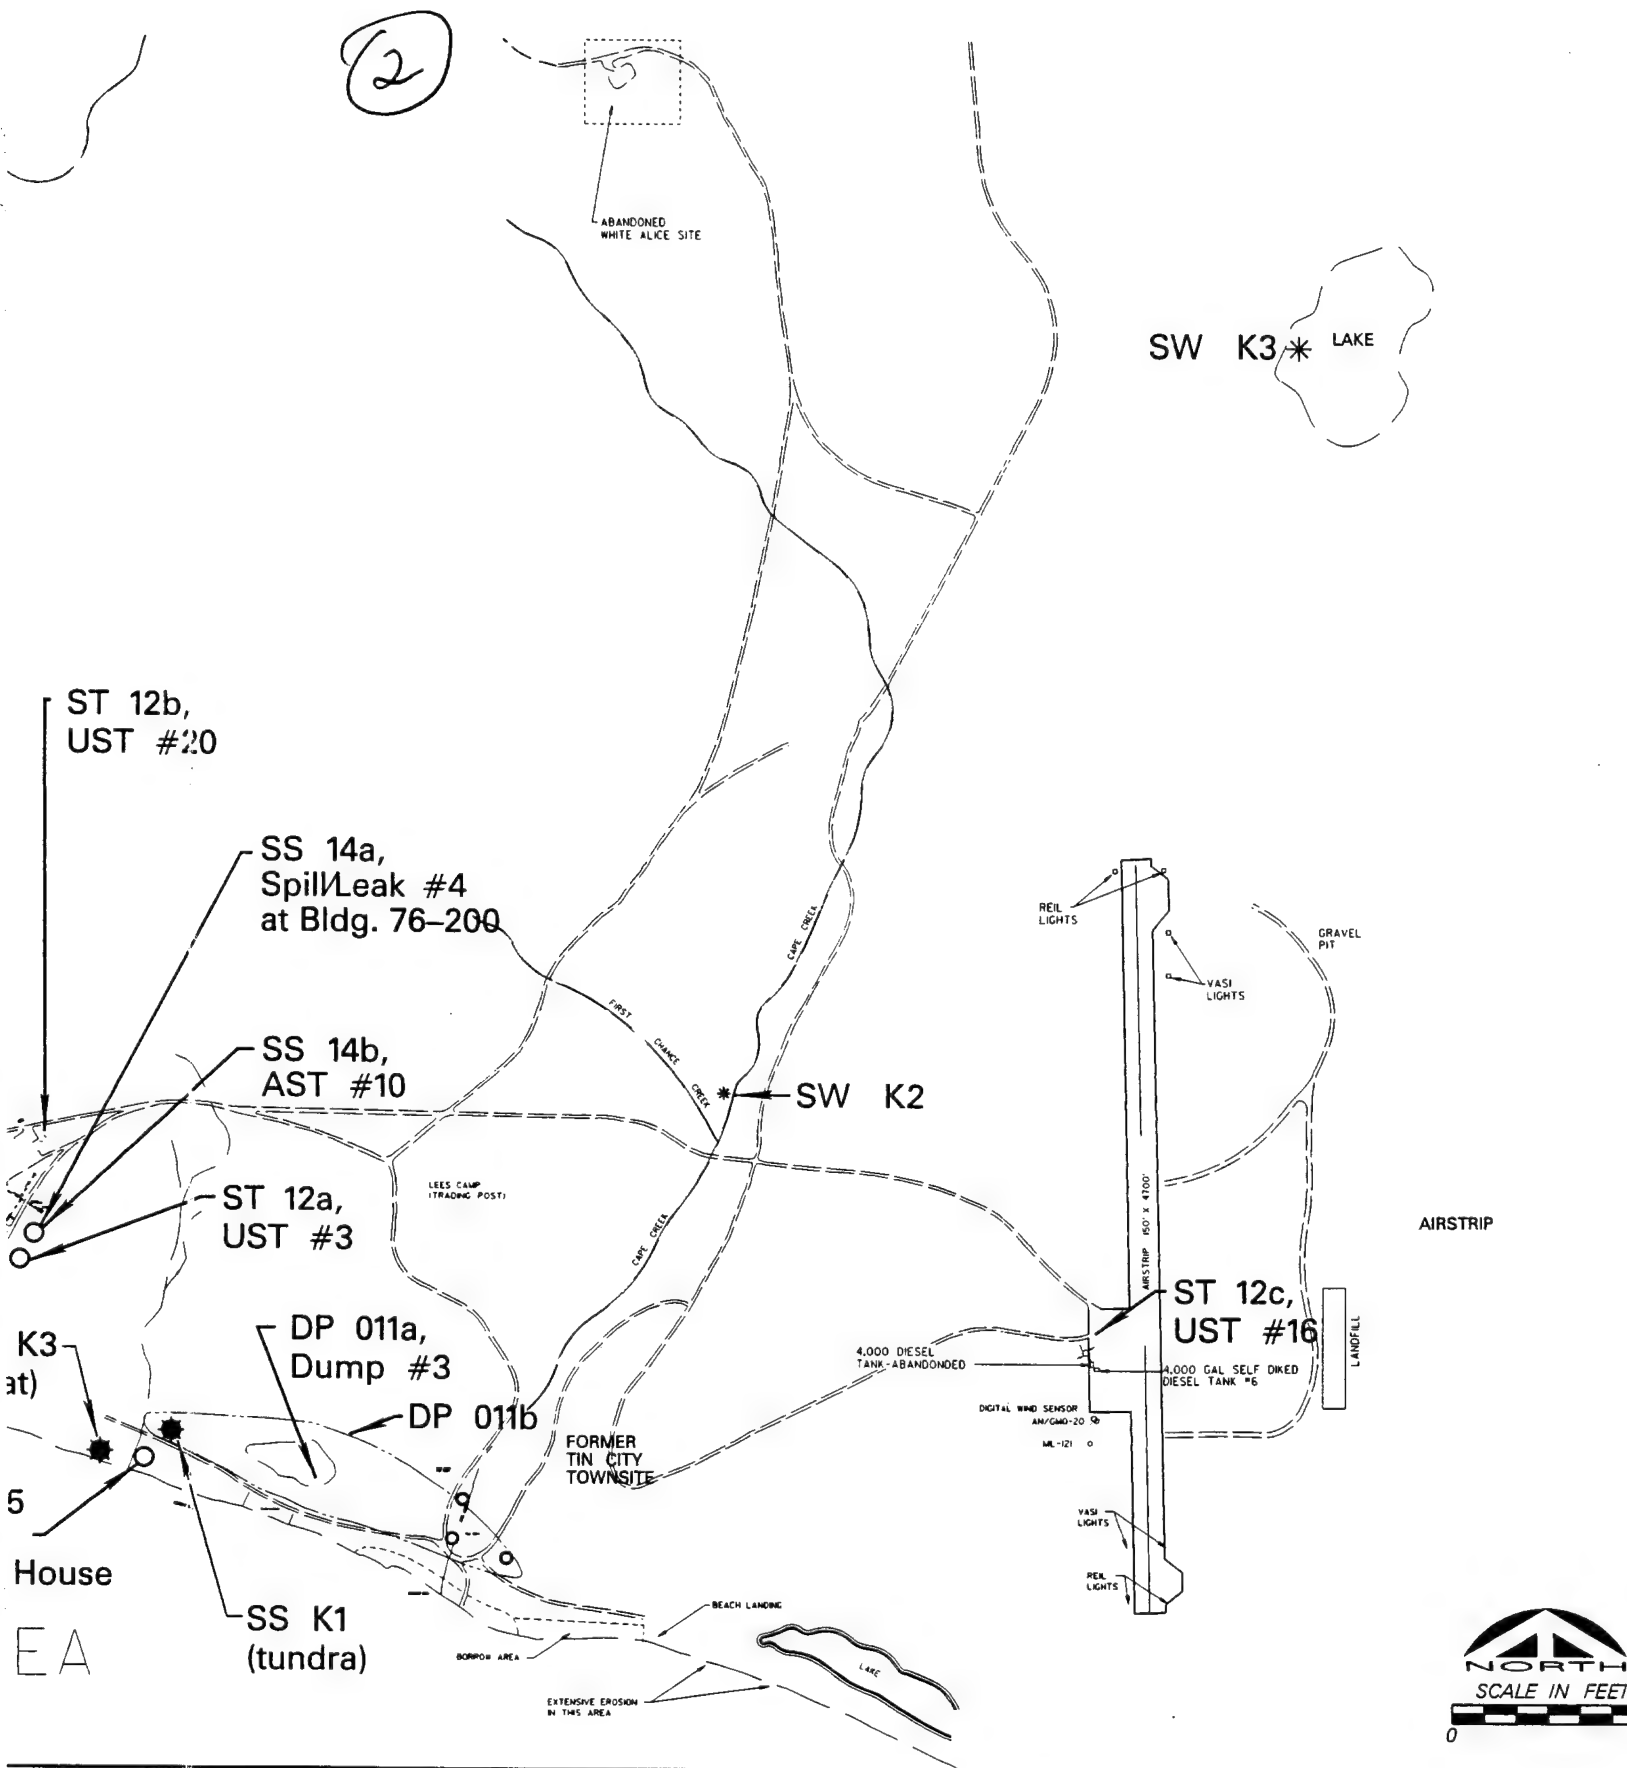 2
ABANDONED
WHITE ALICE SITE
SW K3
LAKE
ST 12b,
UST #20
SS 14a,
Spill/Leak #4
at Bldg. 76-200
REIL
LIGHTS
GRAVEL
PIT
VASI
LIGHTS
CAPE CREEK
FIRST CHANCE CREEK
SS 14b,
AST #10
SW K2
LEES CAMP
(TRADING POST)
ST 12a,
UST #3
CAPE CREEK
AIRSTRIP 150' X 4700'
AIRSTRIP
ST 12c,
UST #16
LANDFILL
K3
at)
DP 011a,
Dump #3
4,000 DIESEL
TANK-ABANDONDED
4,000 GAL SELF DIKED
DIESEL TANK #6
DP 011b
DIGITAL WIND SENSOR
AN/GMQ-20
ML-121
FORMER
TIN CITY
TOWNSITE
5
House
VASI
LIGHTS
REIL
LIGHTS
SS K1
(tundra)
EA
BEACH LANDING
BORROW AREA
LAKE
EXTENSIVE EROSION
IN THIS AREA
NORTH
SCALE IN FEET
0